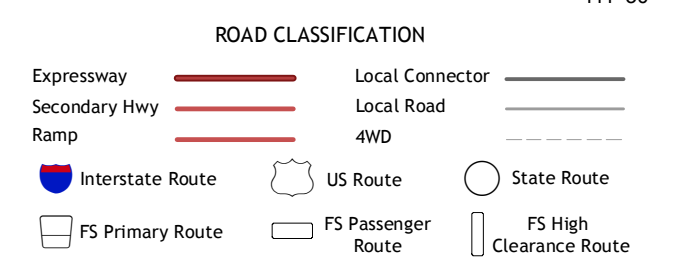 ROAD CLASSIFICATION
Expressway
Local Connector
Secondary Hwy
Local Road
Ramp
4WD
Interstate Route
US Route
State Route
FS Primary Route
FS Passenger
Route
FS High
Clearance Route